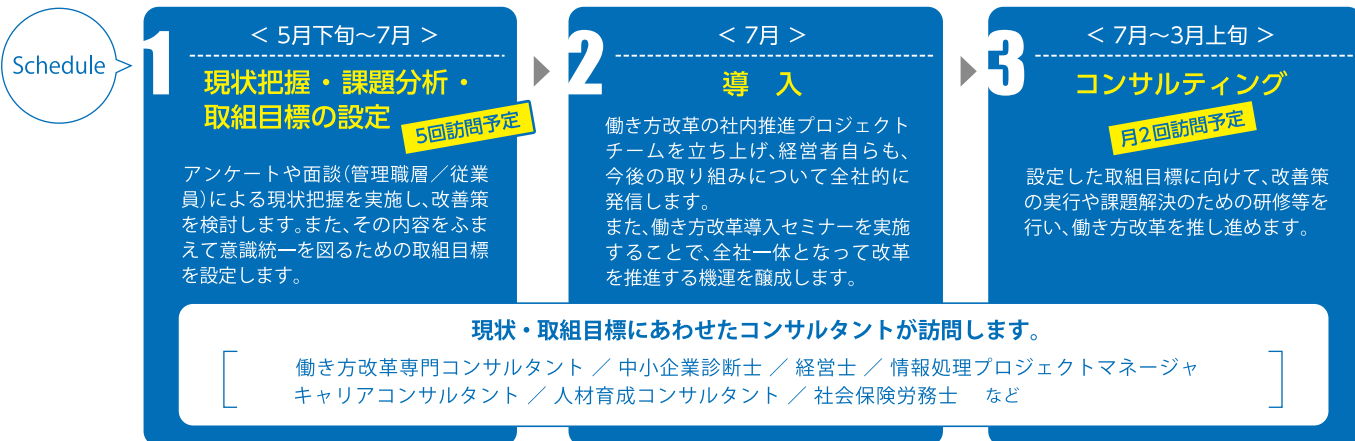 Schedule
1
< 5月下旬～7月 >
現状把握・課題分析・
取組目標の設定
5回訪問予定
アンケートや面談(管理職層／従業
員)による現状把握を実施し、改善策
を検討します。また、その内容をふま
えて意識統一を図るための取組目標
を設定します。
2
< 7月 >
導 入
働き方改革の社内推進プロジェクト
チームを立ち上げ、経営者自らも、
今後の取り組みについて全社的に
発信します。
また、働き方改革導入セミナーを実施
することで、全社一体となって改革
を推進する機運を醸成します。
3
< 7月～3月上旬 >
コンサルティング
月2回訪問予定
設定した取組目標に向けて、改善策
の実行や課題解決のための研修等を
行い、働き方改革を推し進めます。
現状・取組目標にあわせたコンサルタントが訪問します。
働き方改革専門コンサルタント ／ 中小企業診断士 ／ 経営士 ／ 情報処理プロジェクトマネージャ
キャリアコンサルタント ／ 人材育成コンサルタント ／ 社会保険労務士 など